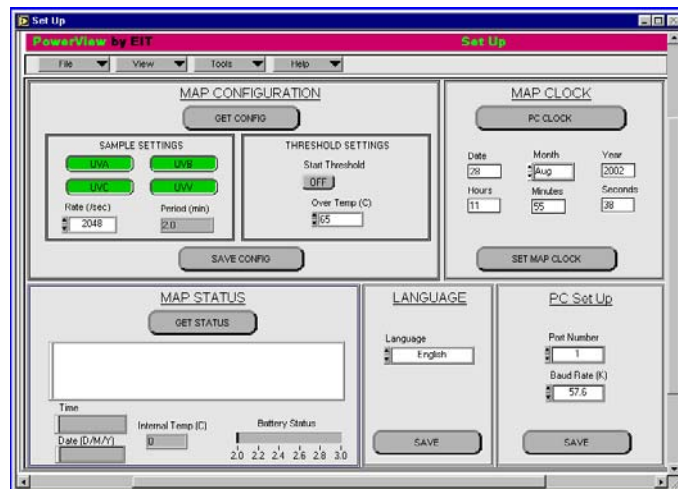 Set Up
PowerView by EIT Set Up
File View Tools Help
MAP CONFIGURATION
GET CONFIG
SAMPLE SETTINGS
UVA UVB
UVC UVV
Rate (/sec) Period (min)
2048 2.0
THRESHOLD SETTINGS
Start Threshold
OFF
Over Temp (C)
65
SAVE CONFIG
MAP CLOCK
PC CLOCK
Date Month Year
28 Aug 2002
Hours Minutes Seconds
11 55 38
SET MAP CLOCK
MAP STATUS
GET STATUS
Time
Date (D/M/Y)
Internal Temp (C)
0
Battery Status
2.0 2.2 2.4 2.6 2.8 3.0
LANGUAGE
Language
English
SAVE
PC Set Up
Port Number
1
Baud Rate (K)
57.6
SAVE